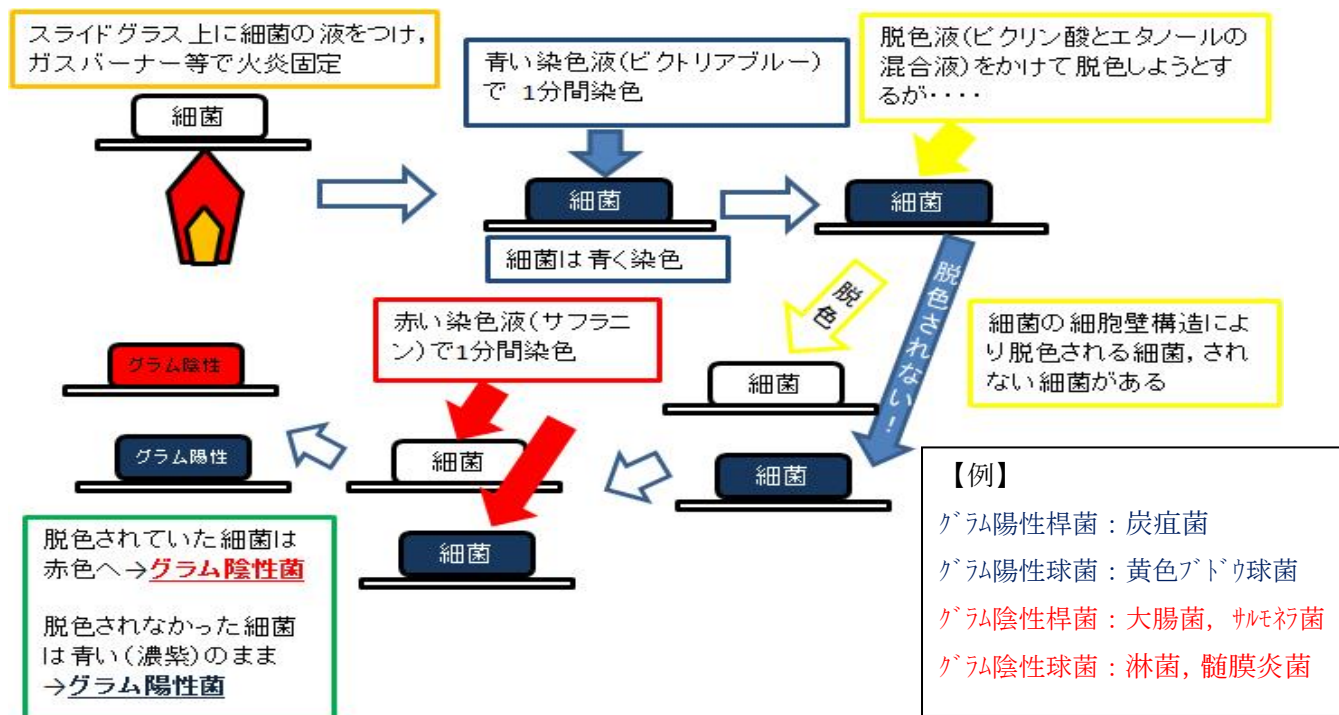 スライドグラス上に細菌の液をつけ,
ガスバーナー等で火炎固定
細菌
青い染色液(ビクトリアブルー)
で 1分間染色
細菌
細菌は青く染色
脱色液(ピクリン酸とエタノールの
混合液)をかけて脱色しようとす
るが・・・・
細菌
脱色
脱色されない!
細菌の細胞壁構造によ
り脱色される細菌,され
ない細菌がある
細菌
細菌
赤い染色液(サフラニ
ン)で1分間染色
細菌
細菌
グラム陰性
グラム陽性
脱色されていた細菌は
赤色へ→グラム陰性菌
脱色されなかった細菌
は青い(濃紫)のまま
→グラム陽性菌
【例】
グラム陽性桿菌:炭疽菌
グラム陽性球菌:黄色ブドウ球菌
グラム陰性桿菌:大腸菌, サルモネラ菌
グラム陰性球菌:淋菌, 髄膜炎菌